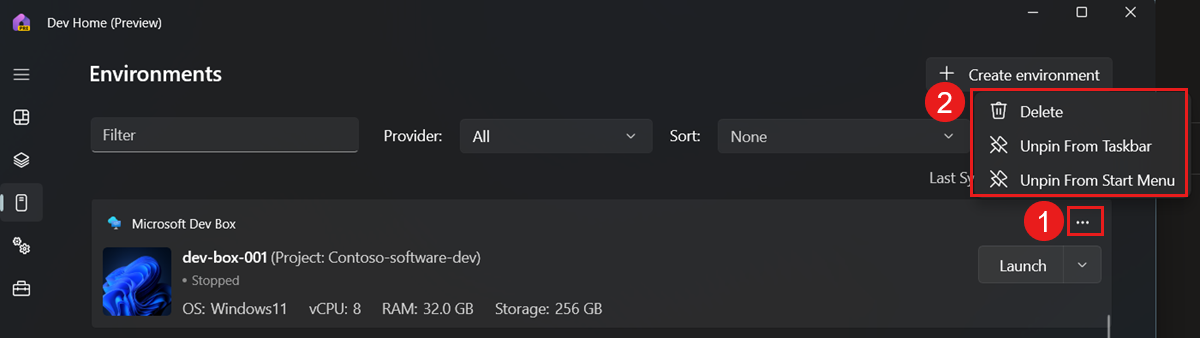 PRE
Dev Home (Preview)
Environments
Create environment
2
Delete
Filter
Provider:
All
Sort:
None
Unpin From Taskbar
Last Sy
Unpin From Start Menu
1
...
Microsoft Dev Box
dev-box-001 (Project: Contoso-software-dev)
Stopped
Launch
OS: Windows11 vCPU: 8 RAM: 32.0 GB Storage: 256 GB